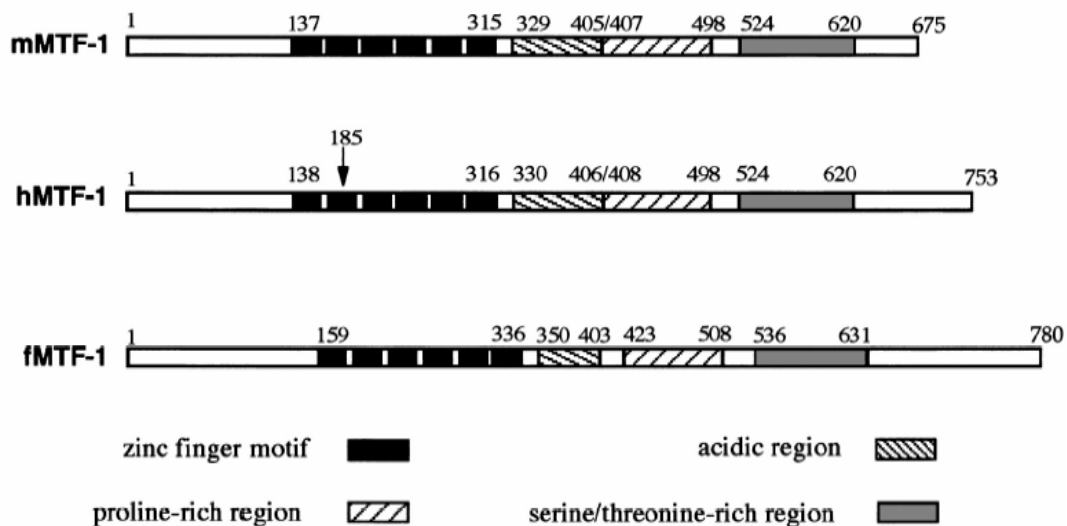 1 137 315 329 405/407 498 524 620 675
mMTF-1
185
1 138 316 330 406/408 498 524 620 753
hMTF-1
1 159 336 350 403 423 508 536 631 780
fMTF-1
zinc finger motif acidic region
proline-rich region serine/threonine-rich region